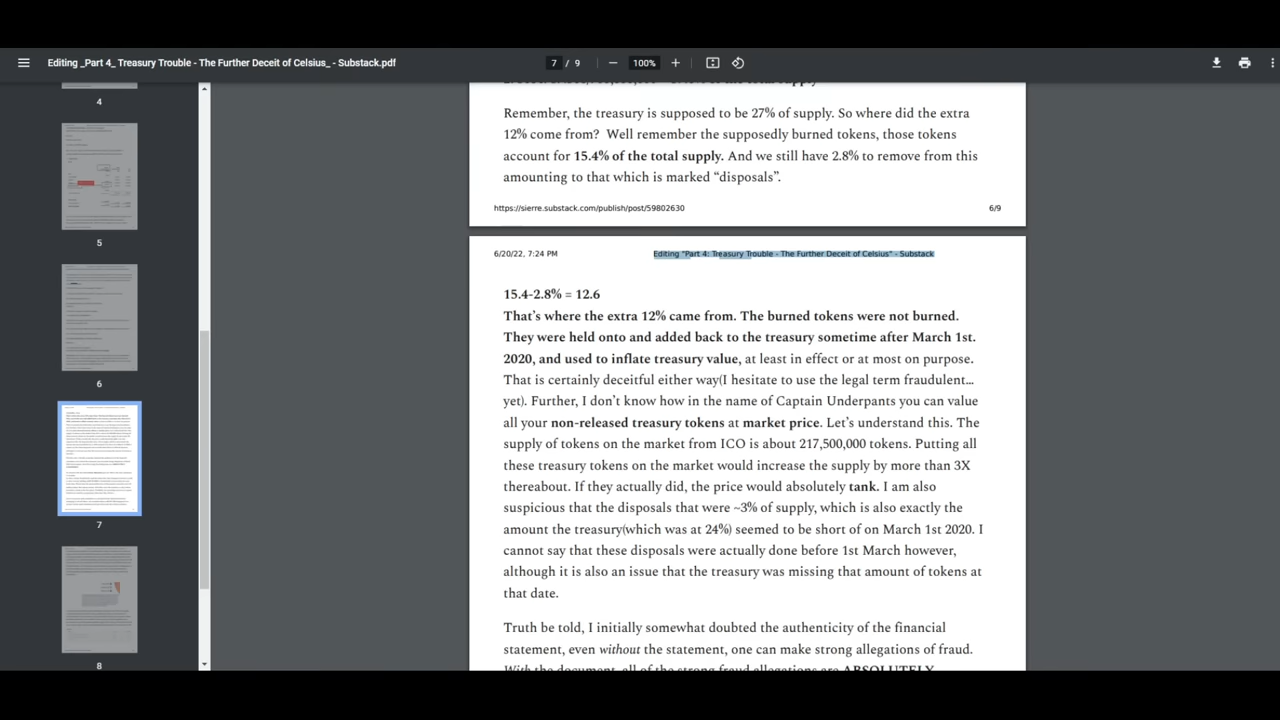 Editing _Part 4_ Treasury Trouble - The Further Deceit of Celsius_ - Substack.pdf
7 / 9
100%
4
5
6
7
8
Remember, the treasury is supposed to be 27% of supply. So where did the extra
12% come from?  Well remember the supposedly burned tokens, those tokens
account for 15.4% of the total supply. And we still have 2.8% to remove from this
amounting to that which is marked “disposals”.
https://sierre.substack.com/publish/post/59802630
6/9
6/20/22, 7:24 PM
Editing "Part 4: Treasury Trouble - The Further Deceit of Celsius" - Substack
15.4-2.8% = 12.6
That’s where the extra 12% came from. The burned tokens were not burned.
They were held onto and added back to the treasury sometime after March 1st.
2020, and used to inflate treasury value, at least in effect or at most on purpose.
That is certainly deceitful either way(I hesitate to use the legal term fraudulent…
yet). Further, I don’t know how in the name of Captain Underpants you can value
all your non-released treasury tokens at market price. Let’s understand this. The
supply of tokens on the market from ICO is about 217,500,000 tokens. Putting all
these treasury tokens on the market would increase the supply by more than 3X
thereabout. If they actually did, the price would absolutely tank. I am also
suspicious that the disposals that were ~3% of supply, which is also exactly the
amount the treasury(which was at 24%) seemed to be short of on March 1st 2020. I
cannot say that these disposals were actually done before 1st March however,
although it is also an issue that the treasury was missing that amount of tokens at
that date.
Truth be told, I initially somewhat doubted the authenticity of the financial
statement, even without the statement, one can make strong allegations of fraud.
With the document, all of the strong fraud allegations are ABSOLUTELY